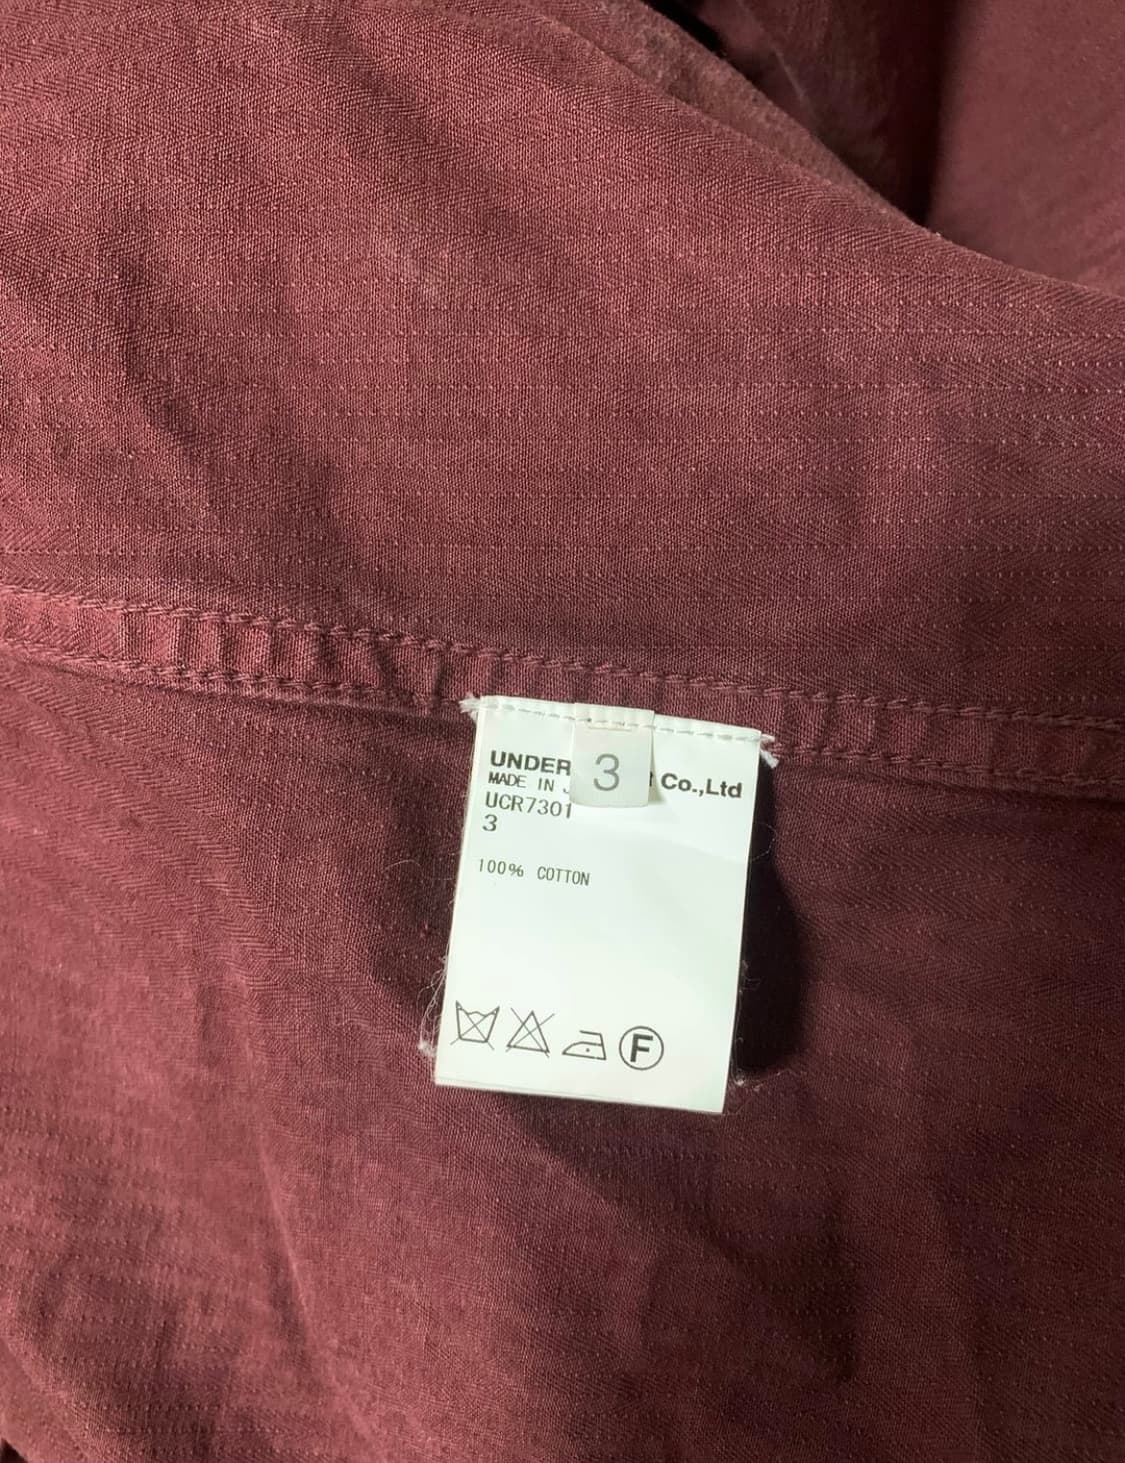 UNDER
3
Co.,Ltd
MADE IN
UCR7301
3
100% COTTON
F